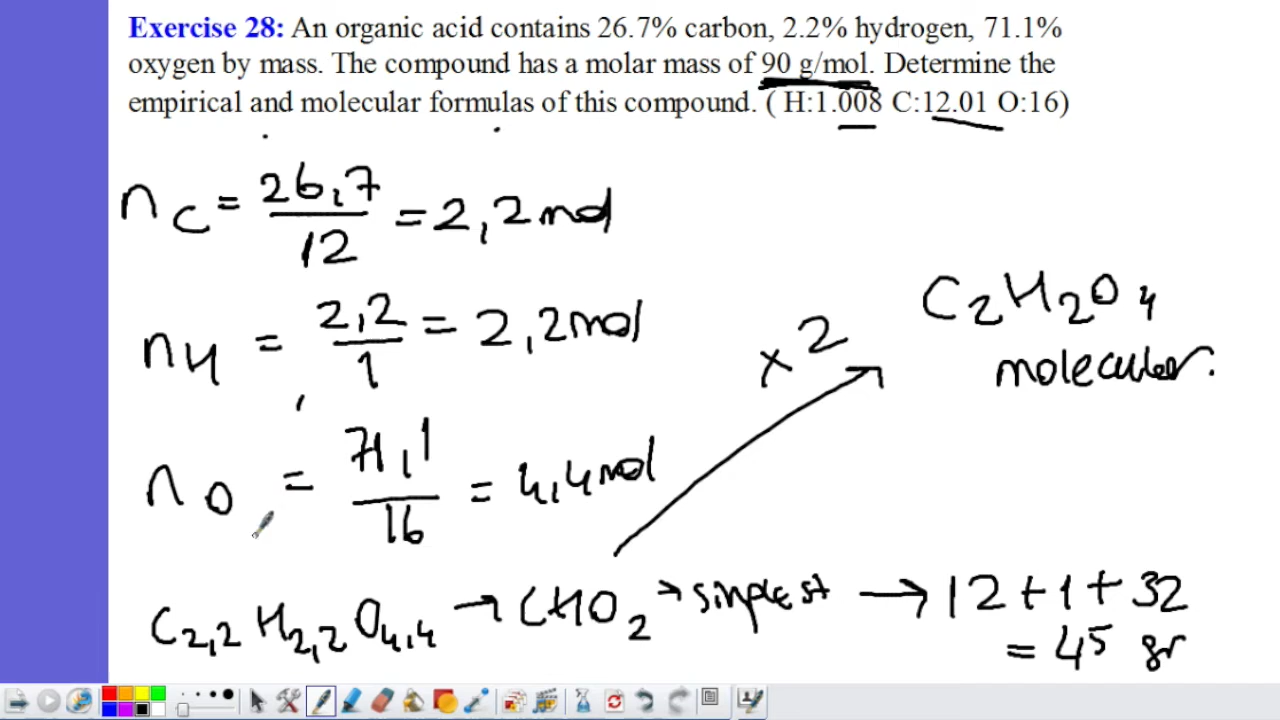 Exercise 28: An organic acid contains 26.7% carbon, 2.2% hydrogen, 71.1%
oxygen by mass. The compound has a molar mass of 90 g/mol. Determine the
empirical and molecular formulas of this compound. ( H:1.008 C:12.01 O:16)
nC = 26,7/12 = 2,2 mol
nH = 2,2/1 = 2,2 mol
nO = 71,1/16 = 4,4 mol
x2
C2H2O4
molecular.
C2,2 H2,2 O4,4 → CHO2 → simplest → 12 + 1 + 32
= 45 gr